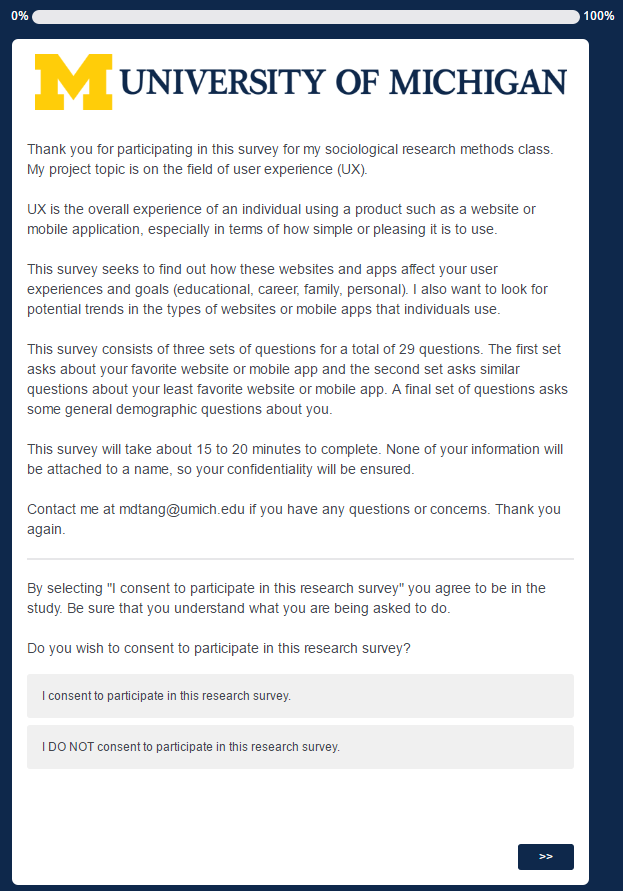 0% 100%
M UNIVERSITY OF MICHIGAN
Thank you for participating in this survey for my sociological research methods class.
My project topic is on the field of user experience (UX).
UX is the overall experience of an individual using a product such as a website or
mobile application, especially in terms of how simple or pleasing it is to use.
This survey seeks to find out how these websites and apps affect your user
experiences and goals (educational, career, family, personal). I also want to look for
potential trends in the types of websites or mobile apps that individuals use.
This survey consists of three sets of questions for a total of 29 questions. The first set
asks about your favorite website or mobile app and the second set asks similar
questions about your least favorite website or mobile app. A final set of questions asks
some general demographic questions about you.
This survey will take about 15 to 20 minutes to complete. None of your information will
be attached to a name, so your confidentiality will be ensured.
Contact me at mdtang@umich.edu if you have any questions or concerns. Thank you
again.
By selecting "I consent to participate in this research survey" you agree to be in the
study. Be sure that you understand what you are being asked to do.
Do you wish to consent to participate in this research survey?
I consent to participate in this research survey.
I DO NOT consent to participate in this research survey.
>>